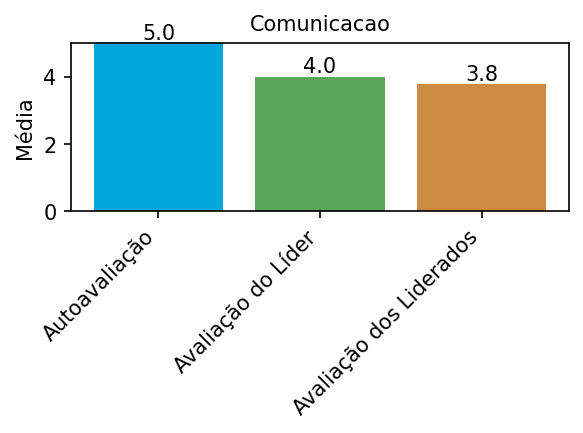 Comunicacao
5.0
4.0
3.8
Média
4
2
0
Autoavaliação
Avaliação do Líder
Avaliação dos Liderados